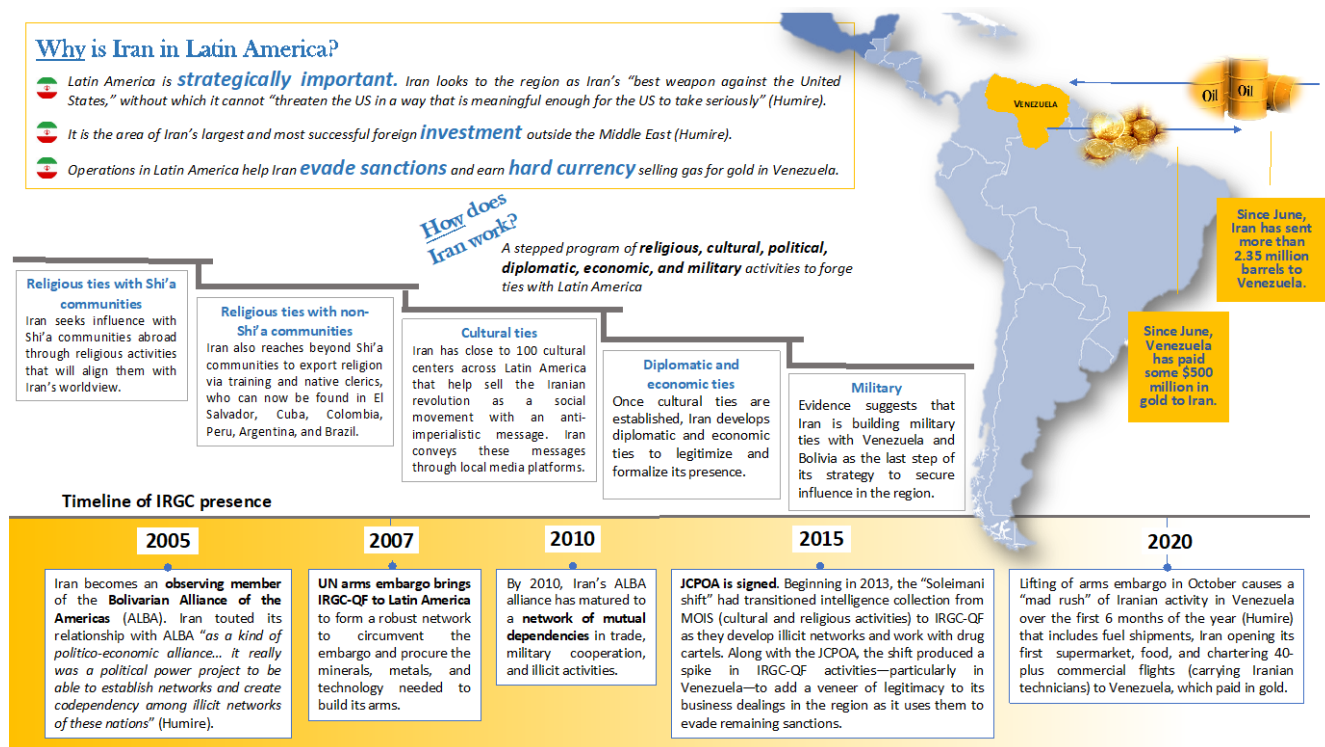 Why is Iran in Latin America?
Latin America is strategically important. Iran looks to the region as Iran's “best weapon against the United
States,” without which it cannot “threaten the US in a way that is meaningful enough for the US to take seriously” (Humire).
It is the area of Iran's largest and most successful foreign investment outside the Middle East (Humire).
Operations in Latin America help Iran evade sanctions and earn hard currency selling gas for gold in Venezuela.
VENEZUELA
Oil
Oil
Since June,
Iran has sent
more than
2.35 million
barrels to
Venezuela.
Since June,
Venezuela
has paid
some $500
million in
gold to Iran.
How does
Iran work?
A stepped program of religious, cultural, political,
diplomatic, economic, and military activities to forge
ties with Latin America
Religious ties with Shi'a
communities
Iran seeks influence with
Shi'a communities abroad
through religious activities
that will align them with
Iran's worldview.
Religious ties with non-
Shi'a communities
Iran also reaches beyond Shi'a
communities to export religion
via training and native clerics,
who can now be found in El
Salvador, Cuba, Colombia,
Peru, Argentina, and Brazil.
Cultural ties
Iran has close to 100 cultural
centers across Latin America
that help sell the Iranian
revolution as a social
movement with an anti-
imperialistic message. Iran
conveys these messages
through local media platforms.
Diplomatic and
economic ties
Once cultural ties are
established, Iran develops
diplomatic and economic
ties to legitimize and
formalize its presence.
Military
Evidence suggests that
Iran is building military
ties with Venezuela and
Bolivia as the last step of
its strategy to secure
influence in the region.
Timeline of IRGC presence
2005
Iran becomes an observing member
of the Bolivarian Alliance of the
Americas (ALBA). Iran touted its
relationship with ALBA “as a kind of
politico-economic alliance... it really
was a political power project to be
able to establish networks and create
codependency among illicit networks
of these nations” (Humire).
2007
UN arms embargo brings
IRGC-QF to Latin America
to form a robust network
to circumvent the
embargo and procure the
minerals, metals, and
technology needed to
build its arms.
2010
By 2010, Iran's ALBA
alliance has matured to
a network of mutual
dependencies in trade,
military cooperation,
and illicit activities.
2015
JCPOA is signed. Beginning in 2013, the “Soleimani
shift” had transitioned intelligence collection from
MOIS (cultural and religious activities) to IRGC-QF
as they develop illicit networks and work with drug
cartels. Along with the JCPOA, the shift produced a
spike in IRGC-QF activities—particularly in
Venezuela—to add a veneer of legitimacy to its
business dealings in the region as it uses them to
evade remaining sanctions.
2020
Lifting of arms embargo in October causes a
“mad rush” of Iranian activity in Venezuela
over the first 6 months of the year (Humire)
that includes fuel shipments, Iran opening its
first supermarket, food, and chartering 40-
plus commercial flights (carrying Iranian
technicians) to Venezuela, which paid in gold.